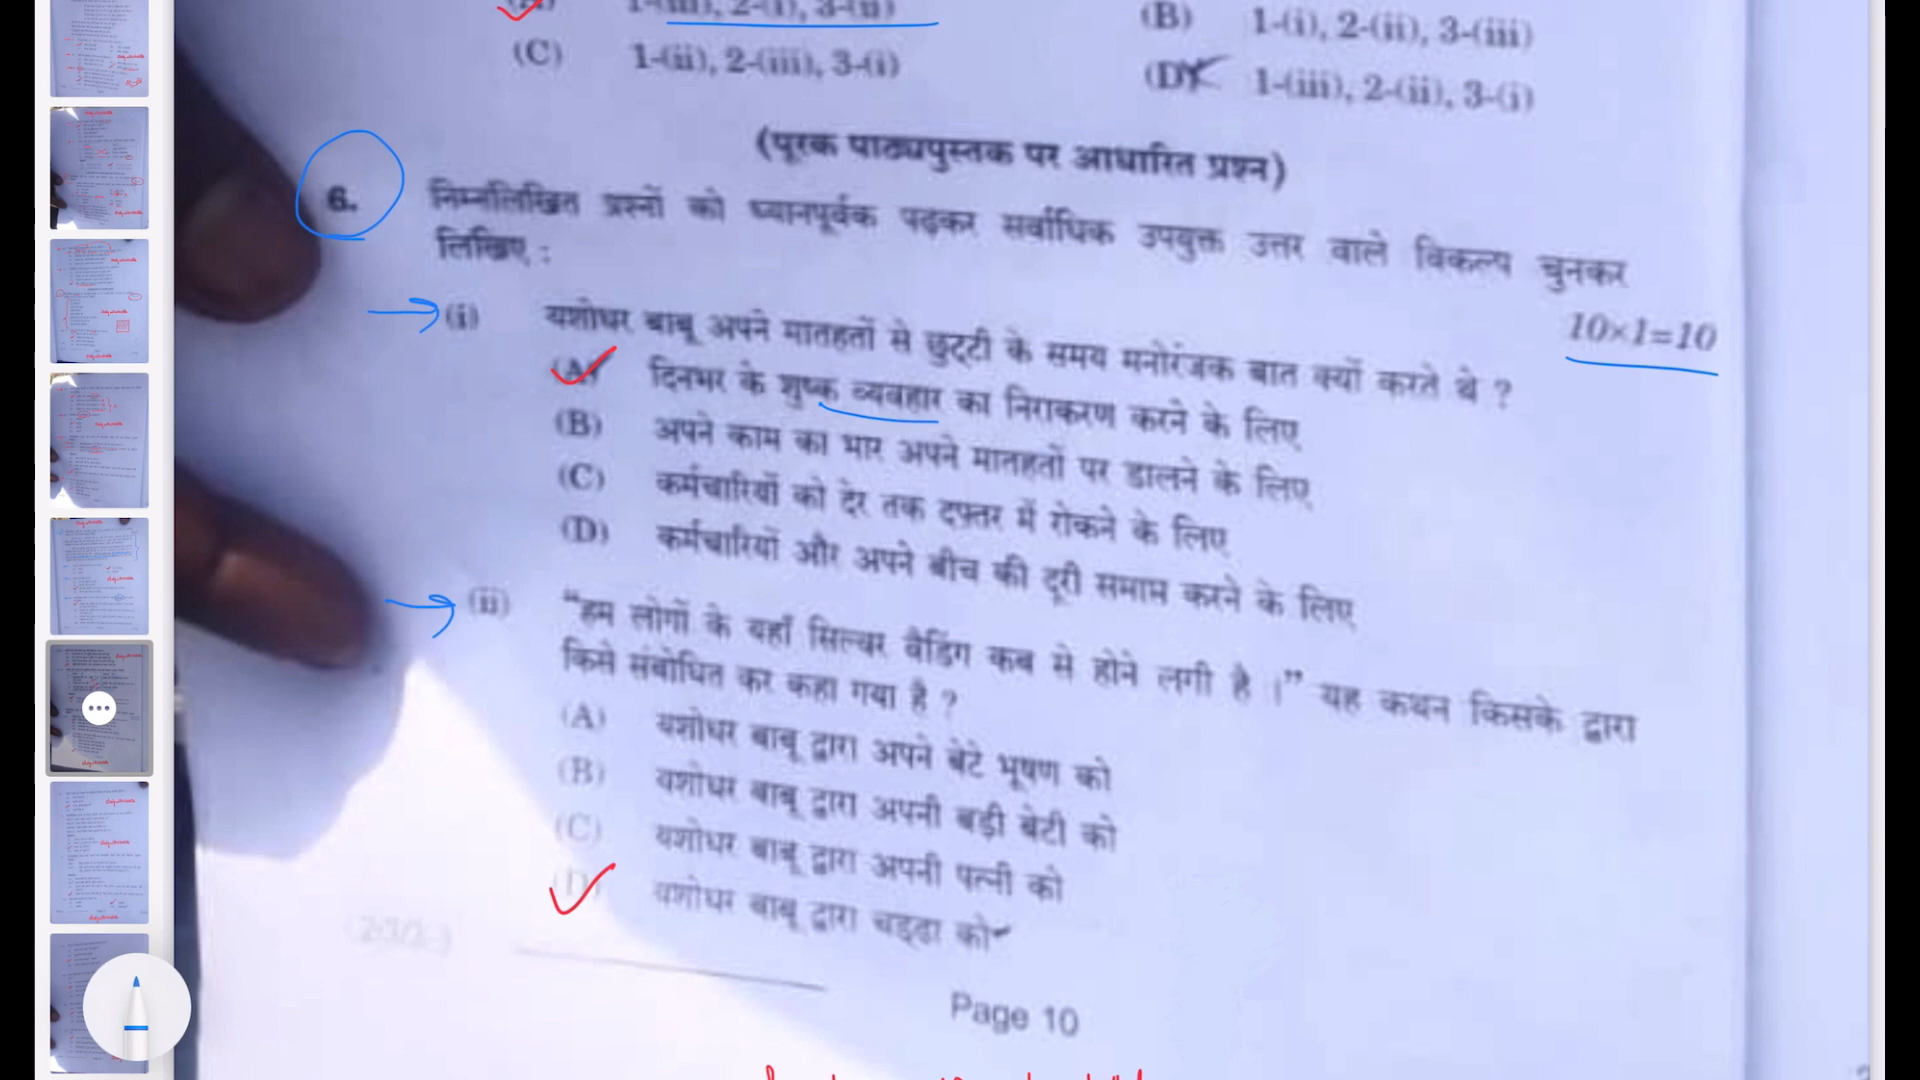 1-(iii), 2-(i), 3-(ii)
(B) 1-(i), 2-(ii), 3-(iii)
(C) 1-(ii), 2-(iii), 3-(i)
(D) 1-(iii), 2-(ii), 3-(i)
(पूरक पाठ्यपुस्तक पर आधारित प्रश्न)
6. निम्नलिखित प्रश्नों को ध्यानपूर्वक पढ़कर सर्वाधिक उपयुक्त उत्तर वाले विकल्प चुनकर
लिखिए :
10×1=10
(i) यशोधर बाबू अपने मातहतों से छुट्टी के समय मनोरंजक बात क्यों करते थे ?
(A) दिनभर के शुष्क व्यवहार का निराकरण करने के लिए
(B) अपने काम का भार अपने मातहतों पर डालने के लिए
(C) कर्मचारियों को देर तक दफ़्तर में रोकने के लिए
(D) कर्मचारियों और अपने बीच की दूरी समाप्त करने के लिए
(ii) “हम लोगों के यहाँ सिल्वर वैडिंग कब से होने लगी है ।” यह कथन किसके द्वारा
किसे संबोधित कर कहा गया है ?
(A) यशोधर बाबू द्वारा अपने बेटे भूषण को
(B) यशोधर बाबू द्वारा अपनी बड़ी बेटी को
(C) यशोधर बाबू द्वारा अपनी पत्नी को
(D) यशोधर बाबू द्वारा चड्ढा को
Page 10